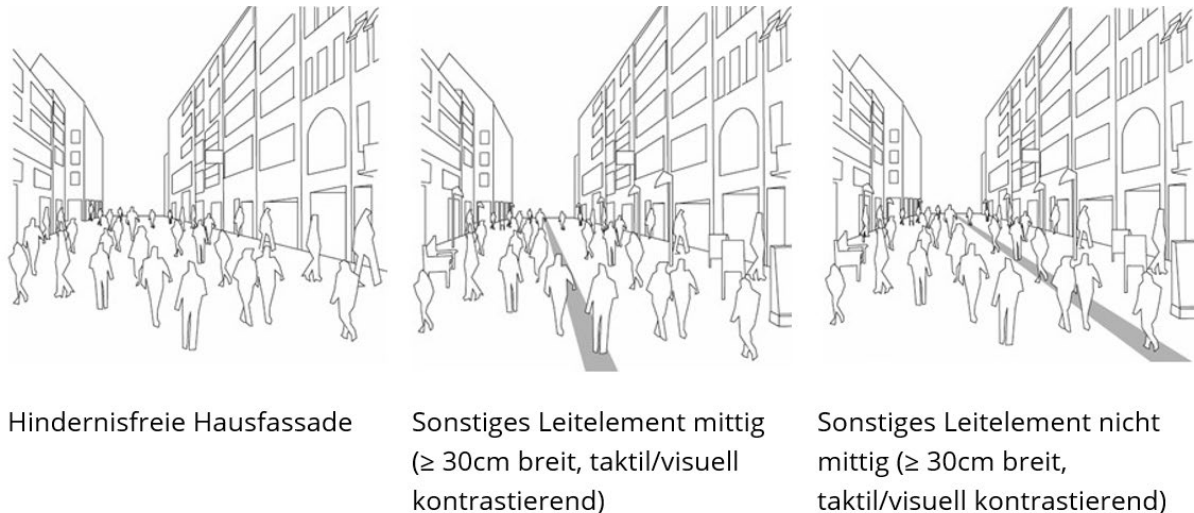 Hindernisfreie Hausfassade
Sonstiges Leitelement mittig
(≥ 30cm breit, taktil/visuell
kontrastierend)
Sonstiges Leitelement nicht
mittig (≥ 30cm breit,
taktil/visuell kontrastierend)